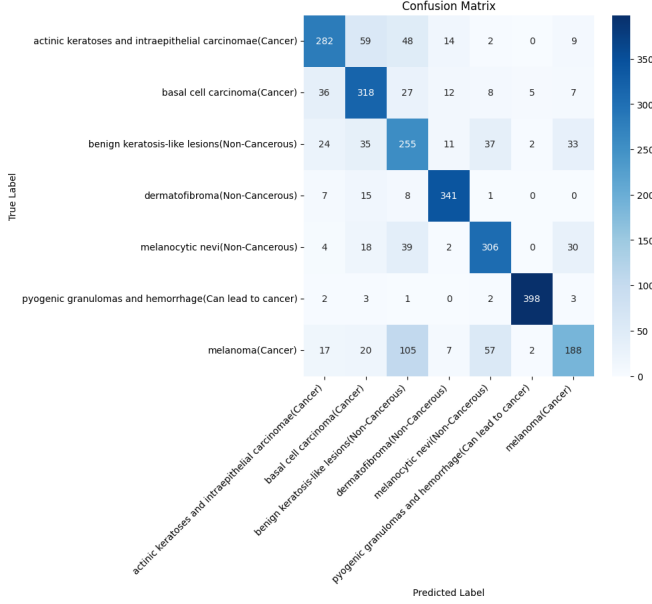 Confusion Matrix
True Label
actinic keratoses and intraepithelial carcinomae(Cancer) 282 59 48 14 2 0 9
basal cell carcinoma(Cancer) 36 318 27 12 8 5 7
benign keratosis-like lesions(Non-Cancerous) 24 35 255 11 37 2 33
dermatofibroma(Non-Cancerous) 7 15 8 341 1 0 0
melanocytic nevi(Non-Cancerous) 4 18 39 2 306 0 30
pyogenic granulomas and hemorrhage(Can lead to cancer) 2 3 1 0 2 398 3
melanoma(Cancer) 17 20 105 7 57 2 188
actinic keratoses and intraepithelial carcinomae(Cancer)
basal cell carcinoma(Cancer)
benign keratosis-like lesions(Non-Cancerous)
dermatofibroma(Non-Cancerous)
melanocytic nevi(Non-Cancerous)
pyogenic granulomas and hemorrhage(Can lead to cancer)
melanoma(Cancer)
Predicted Label
350
300
250
200
150
100
50
0